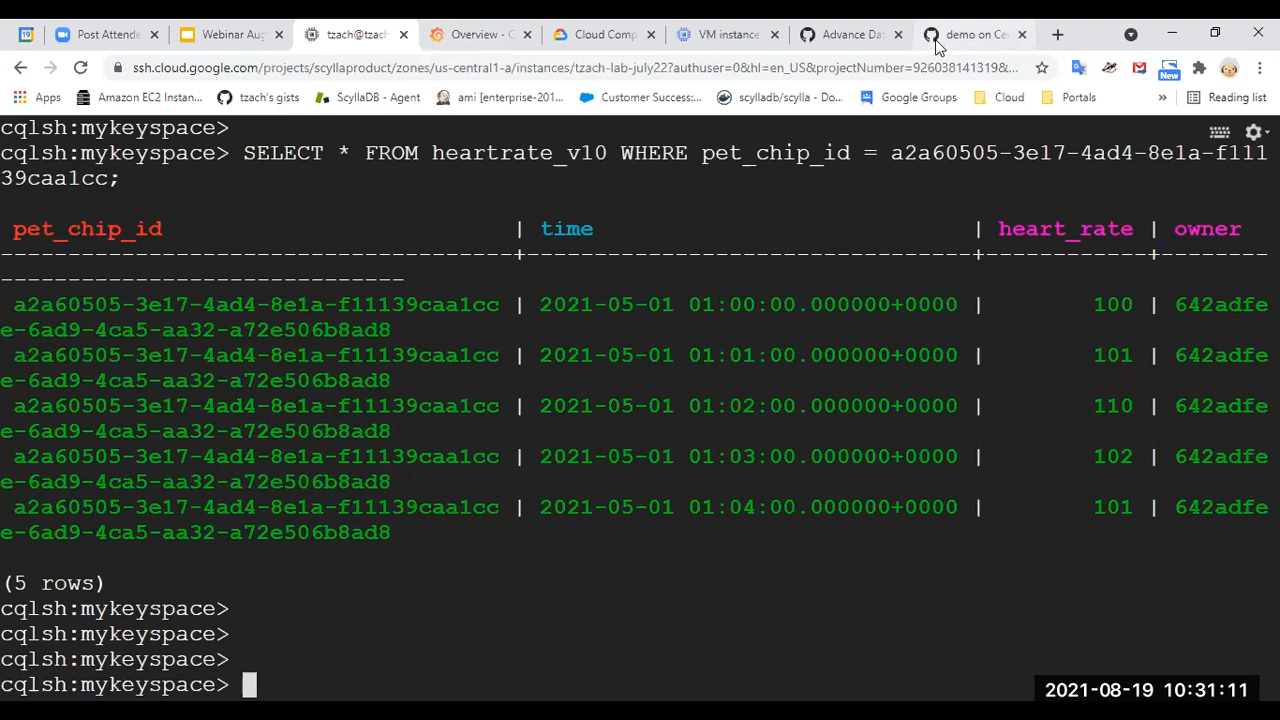 19 Post Attende Webinar Aug tzach@tzach Overview - G Cloud Comp VM instance Advance Dat demo on Ce
ssh.cloud.google.com/projects/scyllaproduct/zones/us-central1-a/instances/tzach-lab-july22?authuser=0&hl=en_US&projectNumber=926038141319&... New
Apps Amazon EC2 Instan... tzach's gists ScyllaDB - Agent ami [enterprise-201... Customer Success:... scylladb/scylla - Do... Google Groups Cloud Portals » Reading list
cqlsh:mykeyspace>
cqlsh:mykeyspace> SELECT * FROM heartrate_v10 WHERE pet_chip_id = a2a60505-3e17-4ad4-8e1a-f111
39caa1cc;
pet_chip_id | time | heart_rate | owner
---------------------------------------+----------------------------------+------------+--------
------------------------------
a2a60505-3e17-4ad4-8e1a-f11139caa1cc | 2021-05-01 01:00:00.000000+0000 | 100 | 642adfe
e-6ad9-4ca5-aa32-a72e506b8ad8
a2a60505-3e17-4ad4-8e1a-f11139caa1cc | 2021-05-01 01:01:00.000000+0000 | 101 | 642adfe
e-6ad9-4ca5-aa32-a72e506b8ad8
a2a60505-3e17-4ad4-8e1a-f11139caa1cc | 2021-05-01 01:02:00.000000+0000 | 110 | 642adfe
e-6ad9-4ca5-aa32-a72e506b8ad8
a2a60505-3e17-4ad4-8e1a-f11139caa1cc | 2021-05-01 01:03:00.000000+0000 | 102 | 642adfe
e-6ad9-4ca5-aa32-a72e506b8ad8
a2a60505-3e17-4ad4-8e1a-f11139caa1cc | 2021-05-01 01:04:00.000000+0000 | 101 | 642adfe
e-6ad9-4ca5-aa32-a72e506b8ad8
(5 rows)
cqlsh:mykeyspace>
cqlsh:mykeyspace>
cqlsh:mykeyspace>
cqlsh:mykeyspace>
2021-08-19 10:31:11